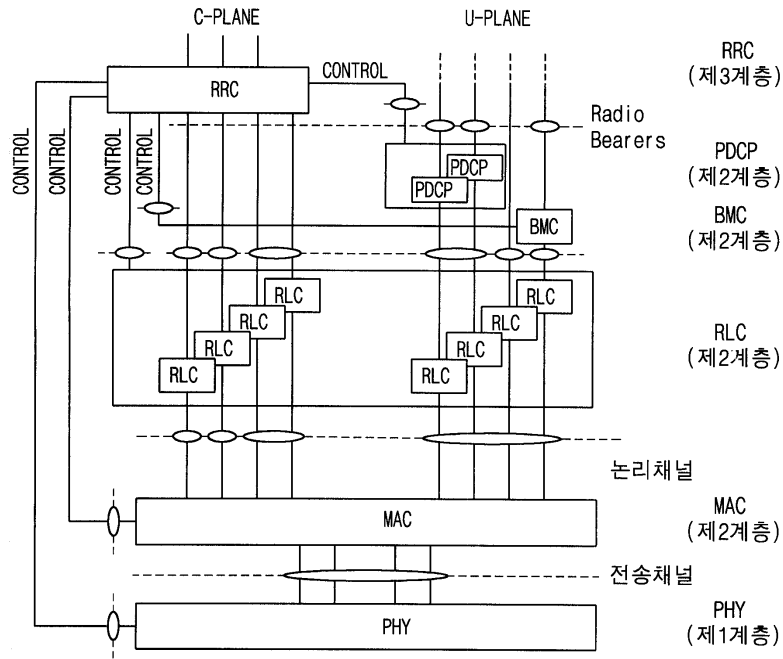 C-PLANE
U-PLANE
RRC
(제3계층)
CONTROL
RRC
Radio
Bearers
CONTROL
CONTROL
CONTROL
CONTROL
PDCP
PDCP
PDCP
(제2계층)
BMC
BMC
(제2계층)
RLC
RLC
RLC
RLC
RLC
RLC
RLC
RLC
RLC
(제2계층)
논리채널
MAC
MAC
(제2계층)
전송채널
PHY
PHY
(제1계층)